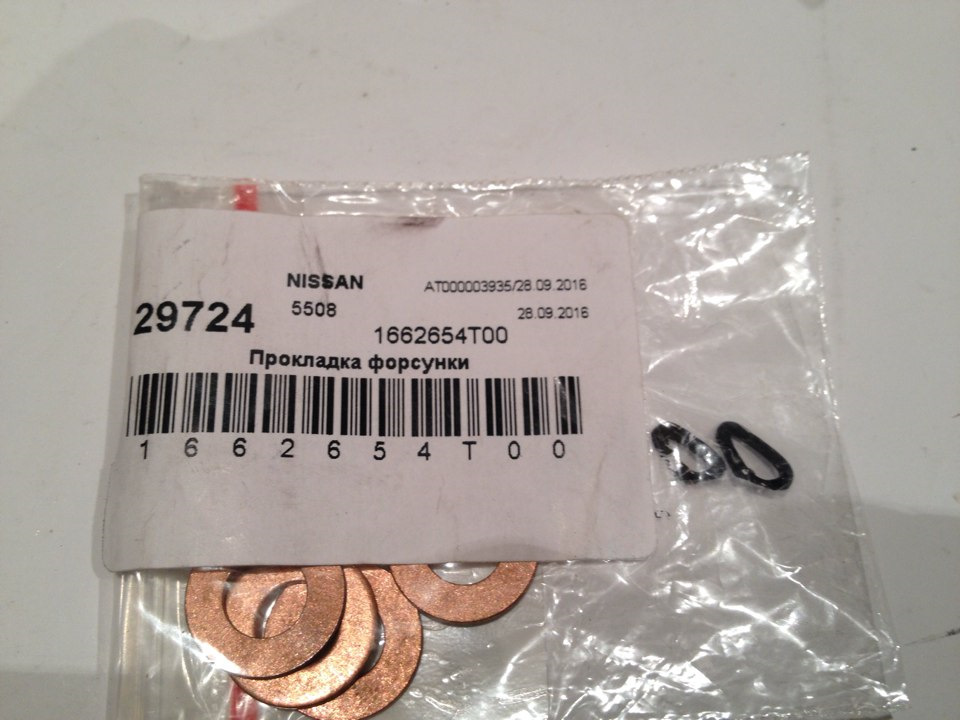 NISSAN
AT000003935/28.09.2016
29724
5508
28.09.2016
1662654T00
Прокладка форсунки
1 6 6 2 6 5 4 T 0 0